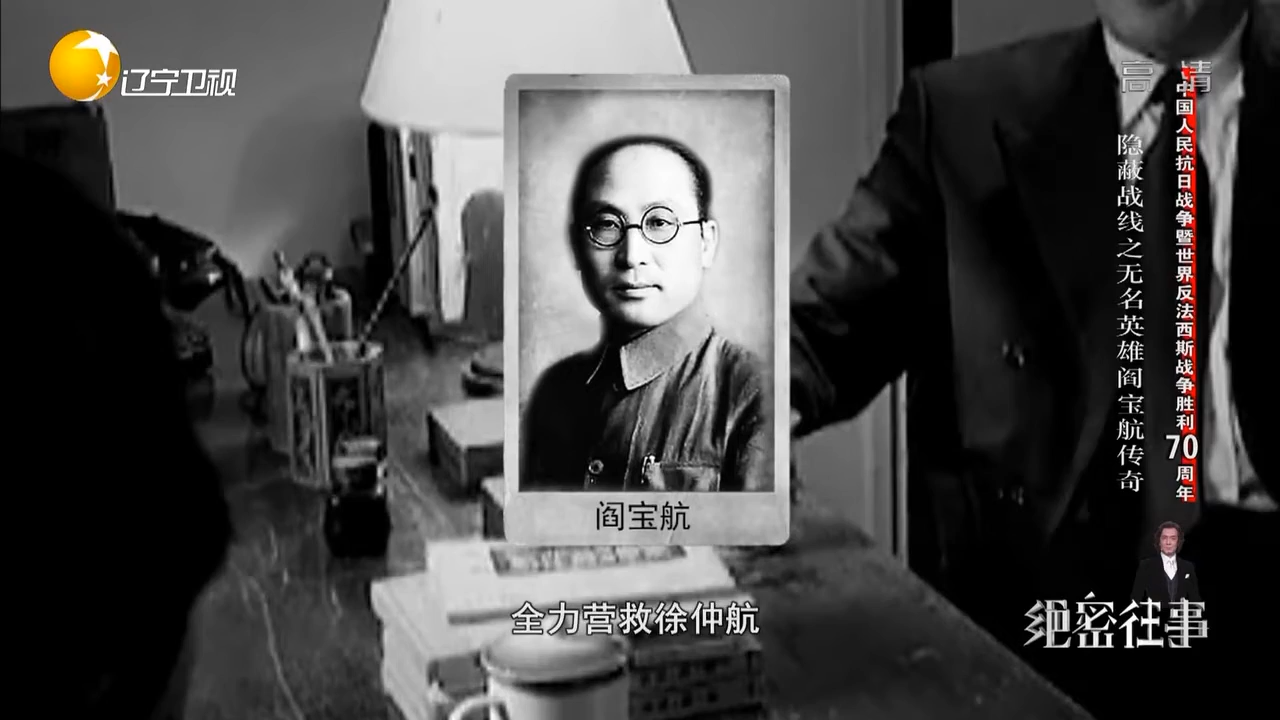 辽宁卫视
高清
中国人民抗日战争暨世界反法西斯战争胜利70周年
隐蔽战线之无名英雄阎宝航传奇
阎宝航
全力营救徐仲航
绝密往事